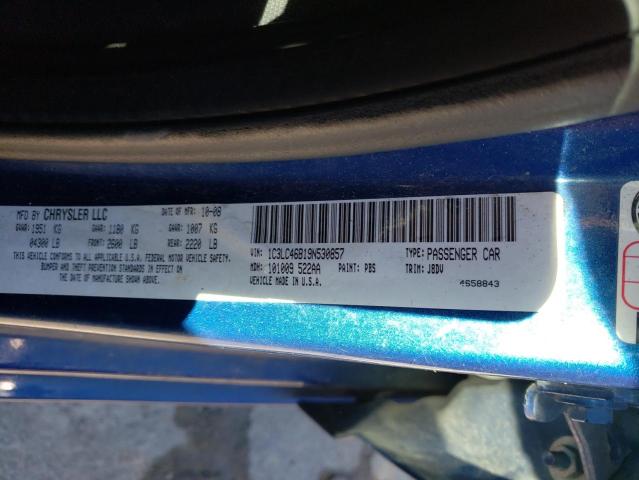 MFD BY CHRYSLER LLC DATE OF MFR 10-08
GVWR: 1951 KG GAWR: 1180 KG GAWR: 1007 KG
04300 LB FRONT: 2600 LB REAR: 2220 LB
THIS VEHICLE CONFORMS TO ALL APPLICABLE U.S.A. FEDERAL MOTOR VEHICLE SAFETY,
BUMPER AND THEFT PREVENTION STANDARDS IN EFFECT ON
THE DATE OF MANUFACTURE SHOWN ABOVE.
VIN: 1C3LC46B19N530857 TYPE: PASSENGER CAR
MDH: 101009 522AA PAINT: PBS TRIM: JBDV
VEHICLE MADE IN U.S.A. 4658843